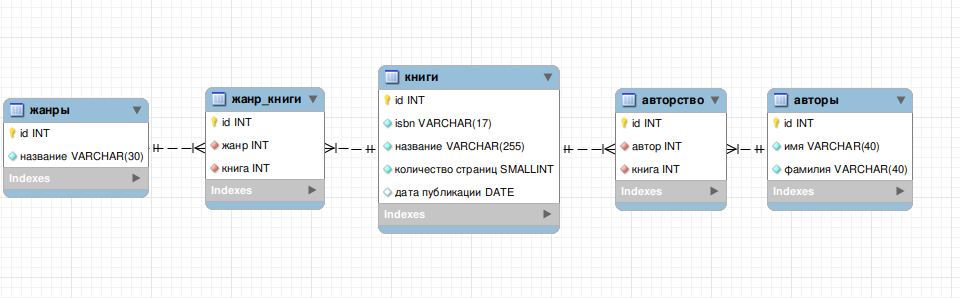 жанры
id INT
название VARCHAR(30)
Indexes
жанр_книги
id INT
жанр INT
книга INT
Indexes
книги
id INT
isbn VARCHAR(17)
название VARCHAR(255)
количество страниц SMALLINT
дата публикации DATE
Indexes
авторство
id INT
автор INT
книга INT
Indexes
авторы
id INT
имя VARCHAR(40)
фамилия VARCHAR(40)
Indexes